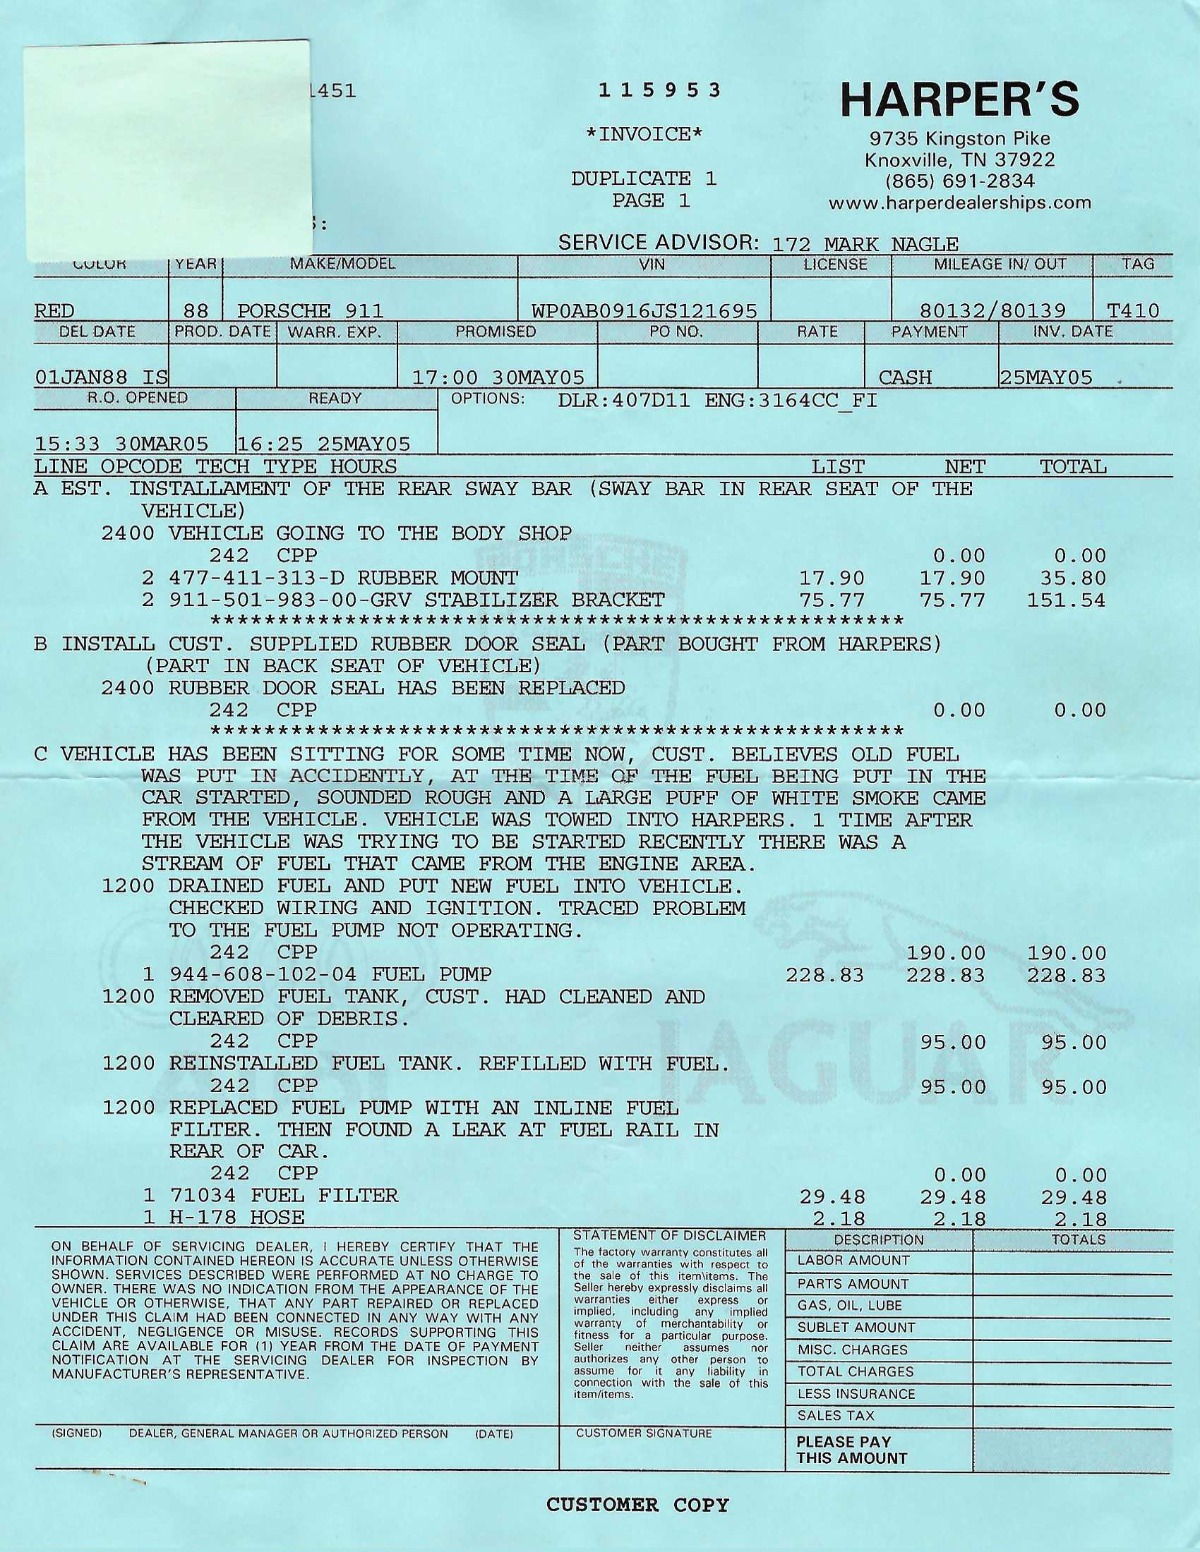 1451
115953
HARPER'S
*INVOICE*
9735 Kingston Pike
Knoxville, TN 37922
DUPLICATE 1
(865) 691-2834
PAGE 1
www.harperdealerships.com
S:
SERVICE ADVISOR: 172 MARK NAGLE
COLOR YEAR MAKE/MODEL VIN LICENSE MILEAGE IN/ OUT TAG
RED 88 PORSCHE 911 WP0AB0916JS121695 80132/80139 T410
DEL DATE PROD. DATE WARR. EXP. PROMISED PO NO. RATE PAYMENT INV. DATE
01JAN88 IS 17:00 30MAY05 CASH 25MAY05
R.O. OPENED READY OPTIONS: DLR:407D11 ENG:3164CC_FI
15:33 30MAR05 16:25 25MAY05
LINE OPCODE TECH TYPE HOURS LIST NET TOTAL
A EST. INSTALLAMENT OF THE REAR SWAY BAR (SWAY BAR IN REAR SEAT OF THE
VEHICLE)
2400 VEHICLE GOING TO THE BODY SHOP
242 CPP 0.00 0.00
2 477-411-313-D RUBBER MOUNT 17.90 17.90 35.80
2 911-501-983-00-GRV STABILIZER BRACKET 75.77 75.77 151.54
****************************************************
B INSTALL CUST. SUPPLIED RUBBER DOOR SEAL (PART BOUGHT FROM HARPERS)
(PART IN BACK SEAT OF VEHICLE)
2400 RUBBER DOOR SEAL HAS BEEN REPLACED
242 CPP 0.00 0.00
****************************************************
C VEHICLE HAS BEEN SITTING FOR SOME TIME NOW, CUST. BELIEVES OLD FUEL
WAS PUT IN ACCIDENTLY, AT THE TIME OF THE FUEL BEING PUT IN THE
CAR STARTED, SOUNDED ROUGH AND A LARGE PUFF OF WHITE SMOKE CAME
FROM THE VEHICLE. VEHICLE WAS TOWED INTO HARPERS. 1 TIME AFTER
THE VEHICLE WAS TRYING TO BE STARTED RECENTLY THERE WAS A
STREAM OF FUEL THAT CAME FROM THE ENGINE AREA.
1200 DRAINED FUEL AND PUT NEW FUEL INTO VEHICLE.
CHECKED WIRING AND IGNITION. TRACED PROBLEM
TO THE FUEL PUMP NOT OPERATING.
242 CPP 190.00 190.00
1 944-608-102-04 FUEL PUMP 228.83 228.83 228.83
1200 REMOVED FUEL TANK, CUST. HAD CLEANED AND
CLEARED OF DEBRIS.
242 CPP 95.00 95.00
1200 REINSTALLED FUEL TANK. REFILLED WITH FUEL.
242 CPP 95.00 95.00
1200 REPLACED FUEL PUMP WITH AN INLINE FUEL
FILTER. THEN FOUND A LEAK AT FUEL RAIL IN
REAR OF CAR.
242 CPP 0.00 0.00
1 71034 FUEL FILTER 29.48 29.48 29.48
1 H-178 HOSE 2.18 2.18 2.18
PORSCHE
AUDI
JAGUAR
ON BEHALF OF SERVICING DEALER, I HEREBY CERTIFY THAT THE
INFORMATION CONTAINED HEREON IS ACCURATE UNLESS OTHERWISE
SHOWN. SERVICES DESCRIBED WERE PERFORMED AT NO CHARGE TO
OWNER. THERE WAS NO INDICATION FROM THE APPEARANCE OF THE
VEHICLE OR OTHERWISE, THAT ANY PART REPAIRED OR REPLACED
UNDER THIS CLAIM HAD BEEN CONNECTED IN ANY WAY WITH ANY
ACCIDENT, NEGLIGENCE OR MISUSE. RECORDS SUPPORTING THIS
CLAIM ARE AVAILABLE FOR (1) YEAR FROM THE DATE OF PAYMENT
NOTIFICATION AT THE SERVICING DEALER FOR INSPECTION BY
MANUFACTURER'S REPRESENTATIVE.
(SIGNED) DEALER, GENERAL MANAGER OR AUTHORIZED PERSON (DATE)
STATEMENT OF DISCLAIMER
The factory warranty constitutes all
of the warranties with respect to
the sale of this item\items. The
Seller hereby expressly disclaims all
warranties either express or
implied, including any implied
warranty of merchantability or
fitness for a particular purpose.
Seller neither assumes nor
authorizes any other person to
assume for it any liability in
connection with the sale of this
item/items.
CUSTOMER SIGNATURE
DESCRIPTION TOTALS
LABOR AMOUNT
PARTS AMOUNT
GAS, OIL, LUBE
SUBLET AMOUNT
MISC. CHARGES
TOTAL CHARGES
LESS INSURANCE
SALES TAX
PLEASE PAY
THIS AMOUNT
CUSTOMER COPY